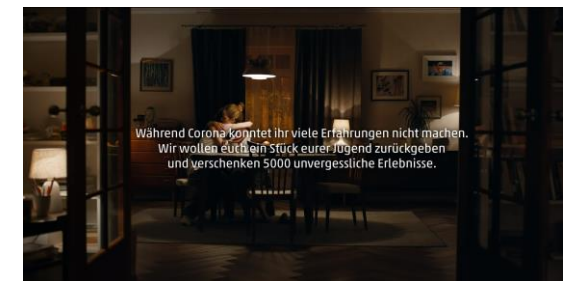 Während Corona konntet ihr viele Erfahrungen nicht machen.
Wir wollen euch ein Stück eurer Jugend zurückgeben
und verschenken 5000 unvergessliche Erlebnisse.